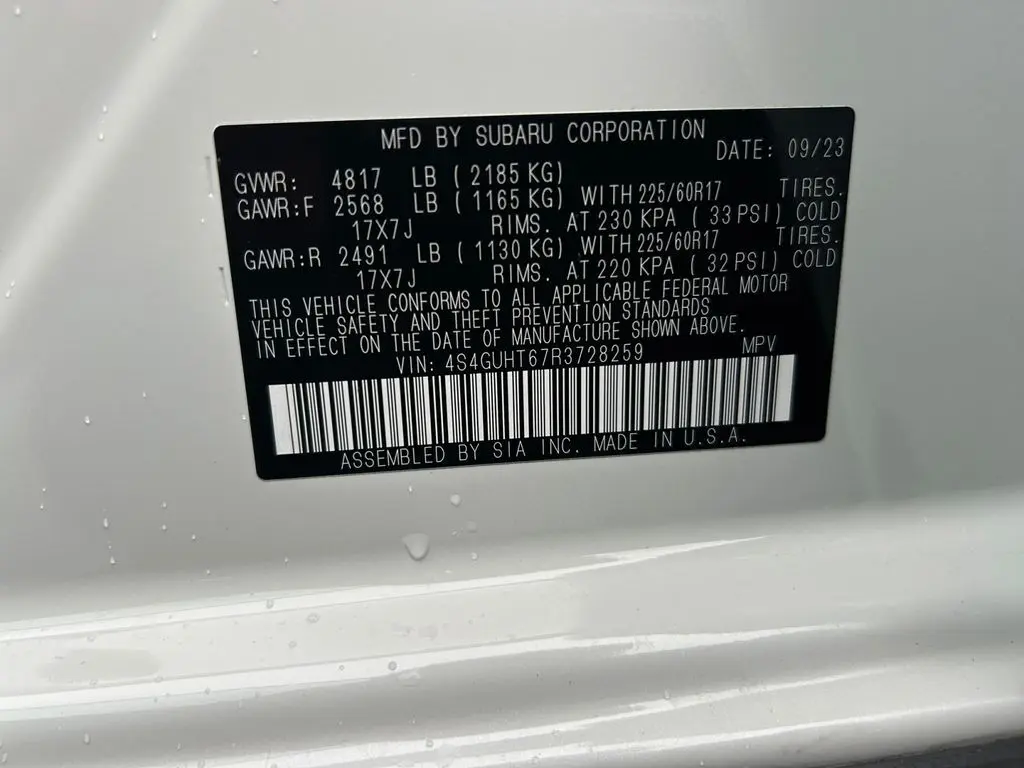 MFD BY SUBARU CORPORATION
DATE: 09/23
GVWR: 4817 LB ( 2185 KG)
GAWR:F 2568 LB ( 1165 KG) WITH 225/60R17 TIRES.
17X7J RIMS. AT 230 KPA ( 33 PSI) COLD
GAWR:R 2491 LB ( 1130 KG) WITH 225/60R17 TIRES.
17X7J RIMS. AT 220 KPA ( 32 PSI) COLD
THIS VEHICLE CONFORMS TO ALL APPLICABLE FEDERAL MOTOR
VEHICLE SAFETY AND THEFT PREVENTION STANDARDS
IN EFFECT ON THE DATE OF MANUFACTURE SHOWN ABOVE.
VIN: 4S4GUHT67R3728259 MPV
ASSEMBLED BY SIA INC. MADE IN U.S.A.